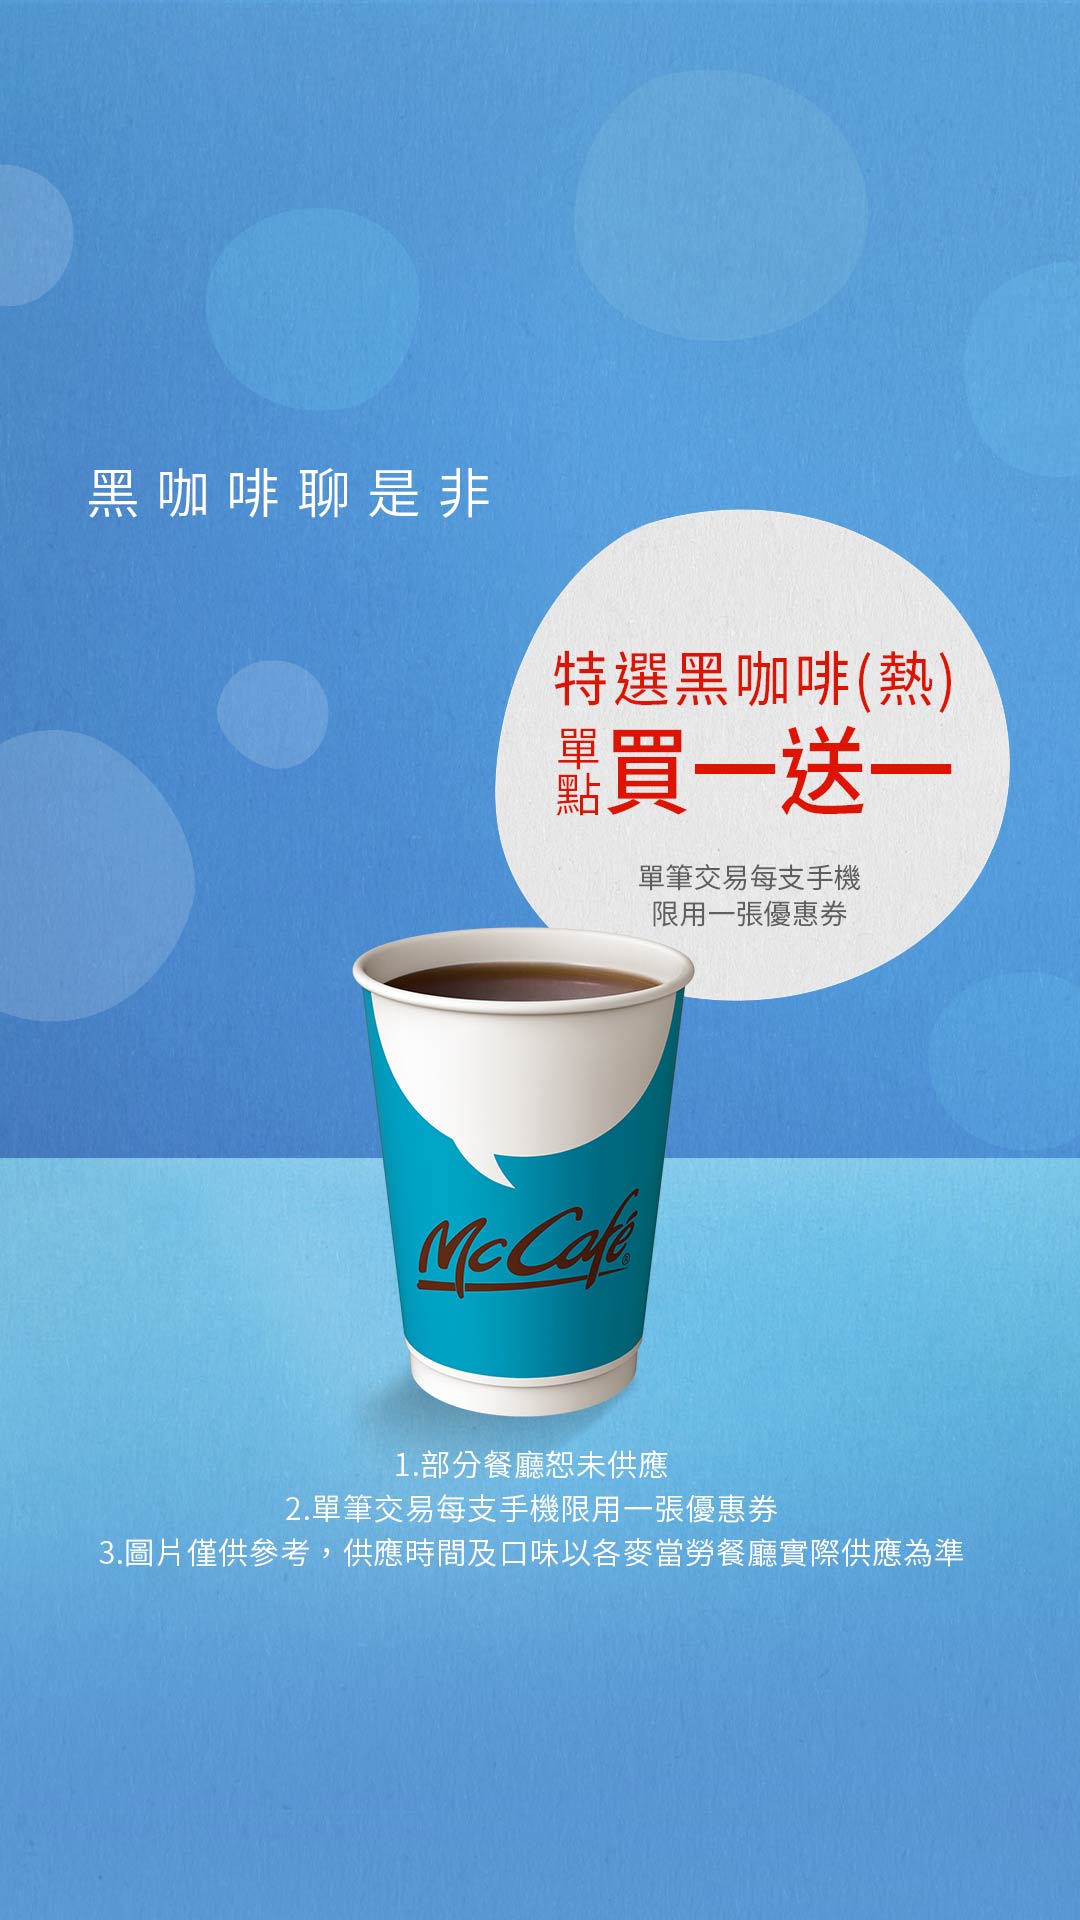 黑咖啡聊是非
特選黑咖啡(熱)
單點買一送一
單筆交易每支手機
限用一張優惠券
McCafé®
1.部分餐廳恕未供應
2.單筆交易每支手機限用一張優惠券
3.圖片僅供參考，供應時間及口味以各麥當勞餐廳實際供應為準